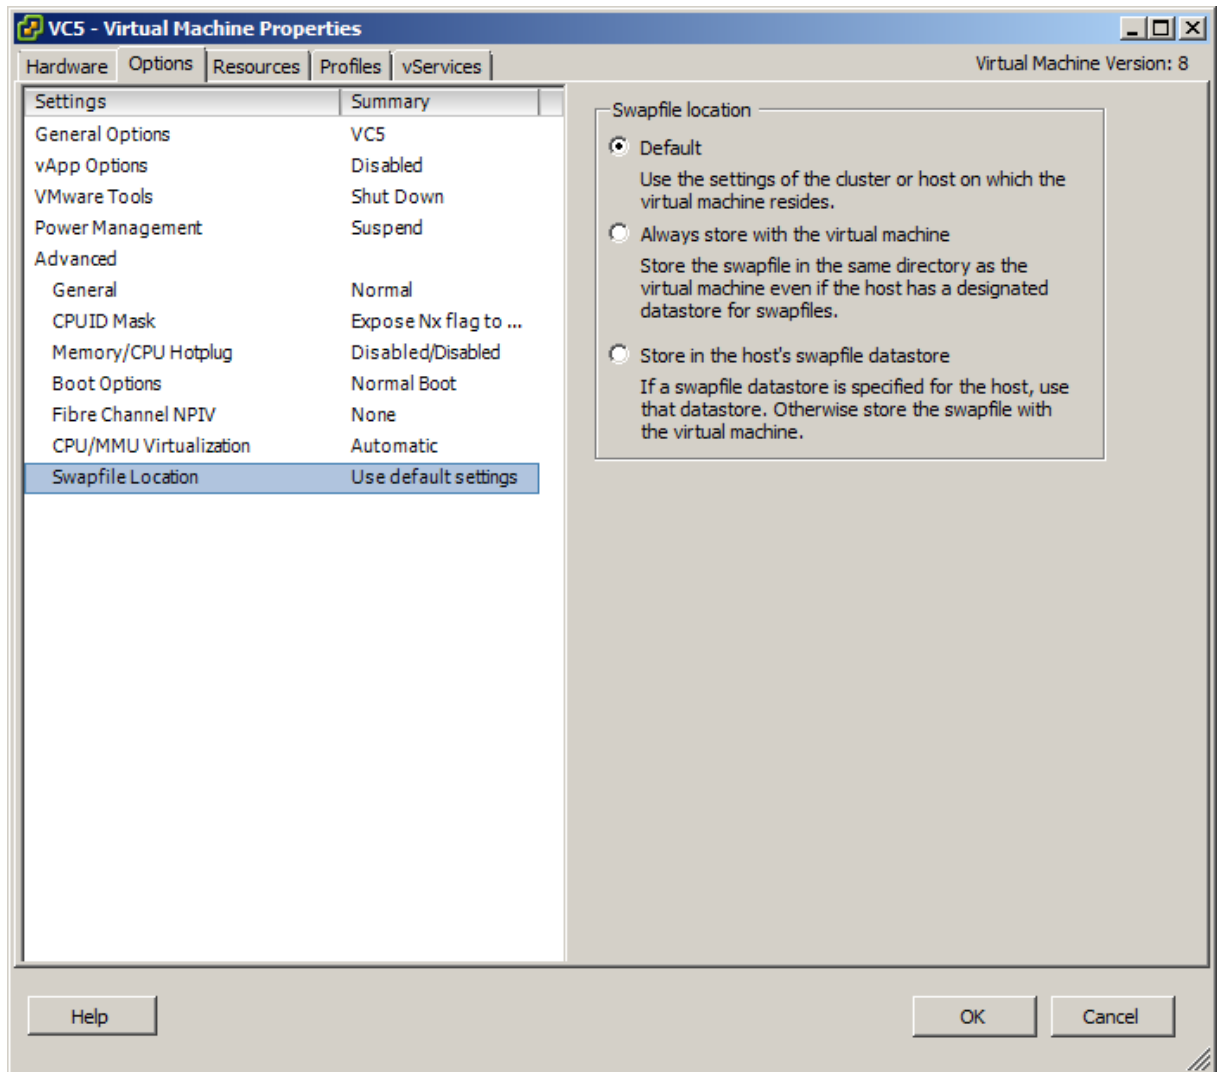 VC5 - Virtual Machine Properties
Hardware Options Resources Profiles vServices Virtual Machine Version: 8
Settings Summary
General Options VC5
vApp Options Disabled
VMware Tools Shut Down
Power Management Suspend
Advanced
General Normal
CPUID Mask Expose Nx flag to ...
Memory/CPU Hotplug Disabled/Disabled
Boot Options Normal Boot
Fibre Channel NPIV None
CPU/MMU Virtualization Automatic
Swapfile Location Use default settings
Swapfile location
Default
Use the settings of the cluster or host on which the
virtual machine resides.
Always store with the virtual machine
Store the swapfile in the same directory as the
virtual machine even if the host has a designated
datastore for swapfiles.
Store in the host's swapfile datastore
If a swapfile datastore is specified for the host, use
that datastore. Otherwise store the swapfile with
the virtual machine.
Help OK Cancel